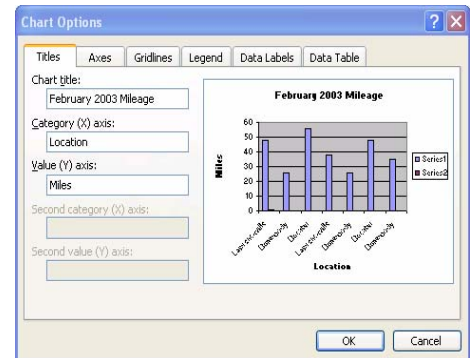 Chart Options
Titles Axes Gridlines Legend Data Labels Data Table
Chart title:
February 2003 Mileage
Category (X) axis:
Location
Value (Y) axis:
Miles
Second category (X) axis:
Second value (Y) axis:
February 2003 Mileage
Miles
60
50
40
30
20
10
0
Series1
Series2
Location
OK Cancel